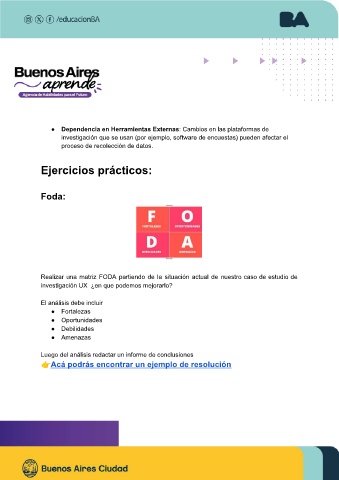 /educacionBA
BA
Buenos Aires
aprende
Agencia de Habilidades para el Futuro
● Dependencia en Herramientas Externas: Cambios en las plataformas de
investigación que se usan (por ejemplo, software de encuestas) pueden afectar el
proceso de recolección de datos.
Ejercicios prácticos:
Foda:
F O
FORTALEZAS OPORTUNIDADES
D A
DEBILIDADES AMENAZAS
Realizar una matriz FODA partiendo de la situación actual de nuestro caso de estudio de
investigación UX ¿en que podemos mejorarlo?
El análisis debe incluir
● Fortalezas
● Oportunidades
● Debilidades
● Amenazas
Luego del análisis redactar un informe de conclusiones
👉Acá podrás encontrar un ejemplo de resolución
Buenos Aires Ciudad